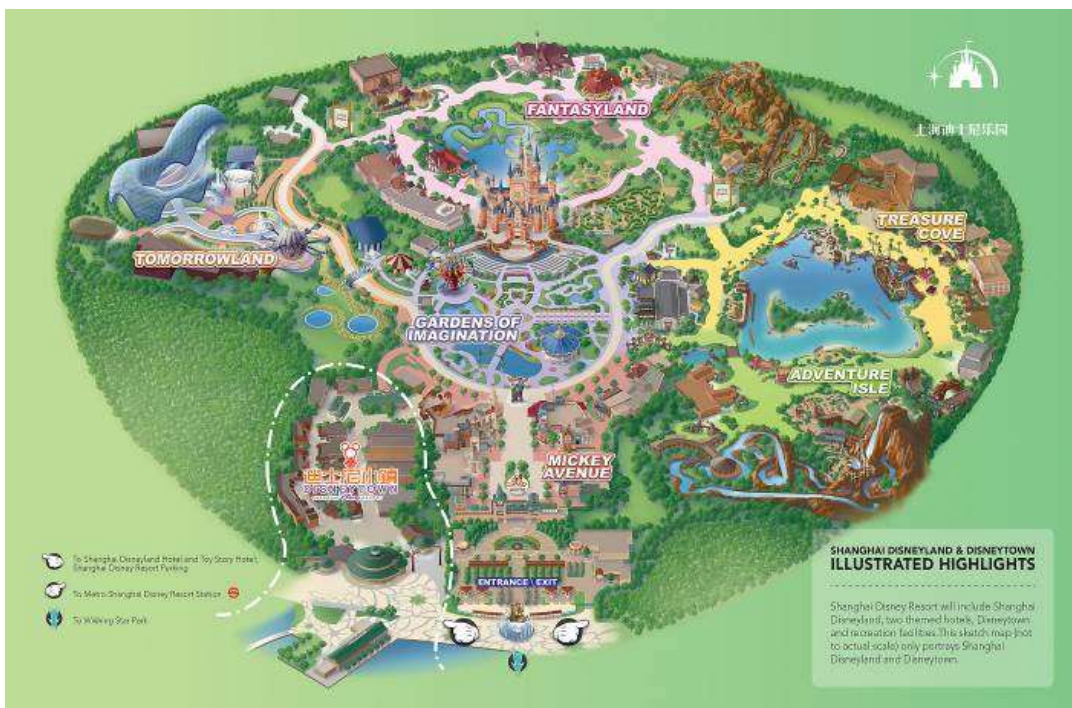 上海迪士尼乐园
FANTASYLAND
TREASURE
COVE
TOMORROWLAND
GARDENS OF
IMAGINATION
ADVENTURE
ISLE
MICKEY
AVENUE
迪士尼小镇
DISNEYTOWN
ENTRANCE
EXIT
To Shanghai Disneyland Hotel and Toy Story Hotel,
Shanghai Disney Resort Parking
To Metro Shanghai Disney Resort Station
To Wishing Star Park
SHANGHAI DISNEYLAND & DISNEYTOWN
ILLUSTRATED HIGHLIGHTS
Shanghai Disney Resort will include Shanghai
Disneyland, two themed hotels, Disneytown
and recreation facilities. This sketch map (not
to actual scale) only portrays Shanghai
Disneyland and Disneytown.